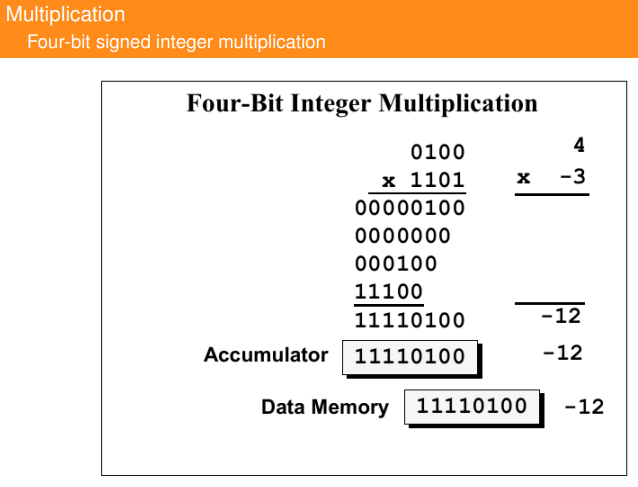 Multiplication
Four-bit signed integer multiplication
Four-Bit Integer Multiplication
0100 4
x 1101 x -3
00000100
0000000
000100
11100
11110100 -12
Accumulator 11110100 -12
Data Memory 11110100 -12